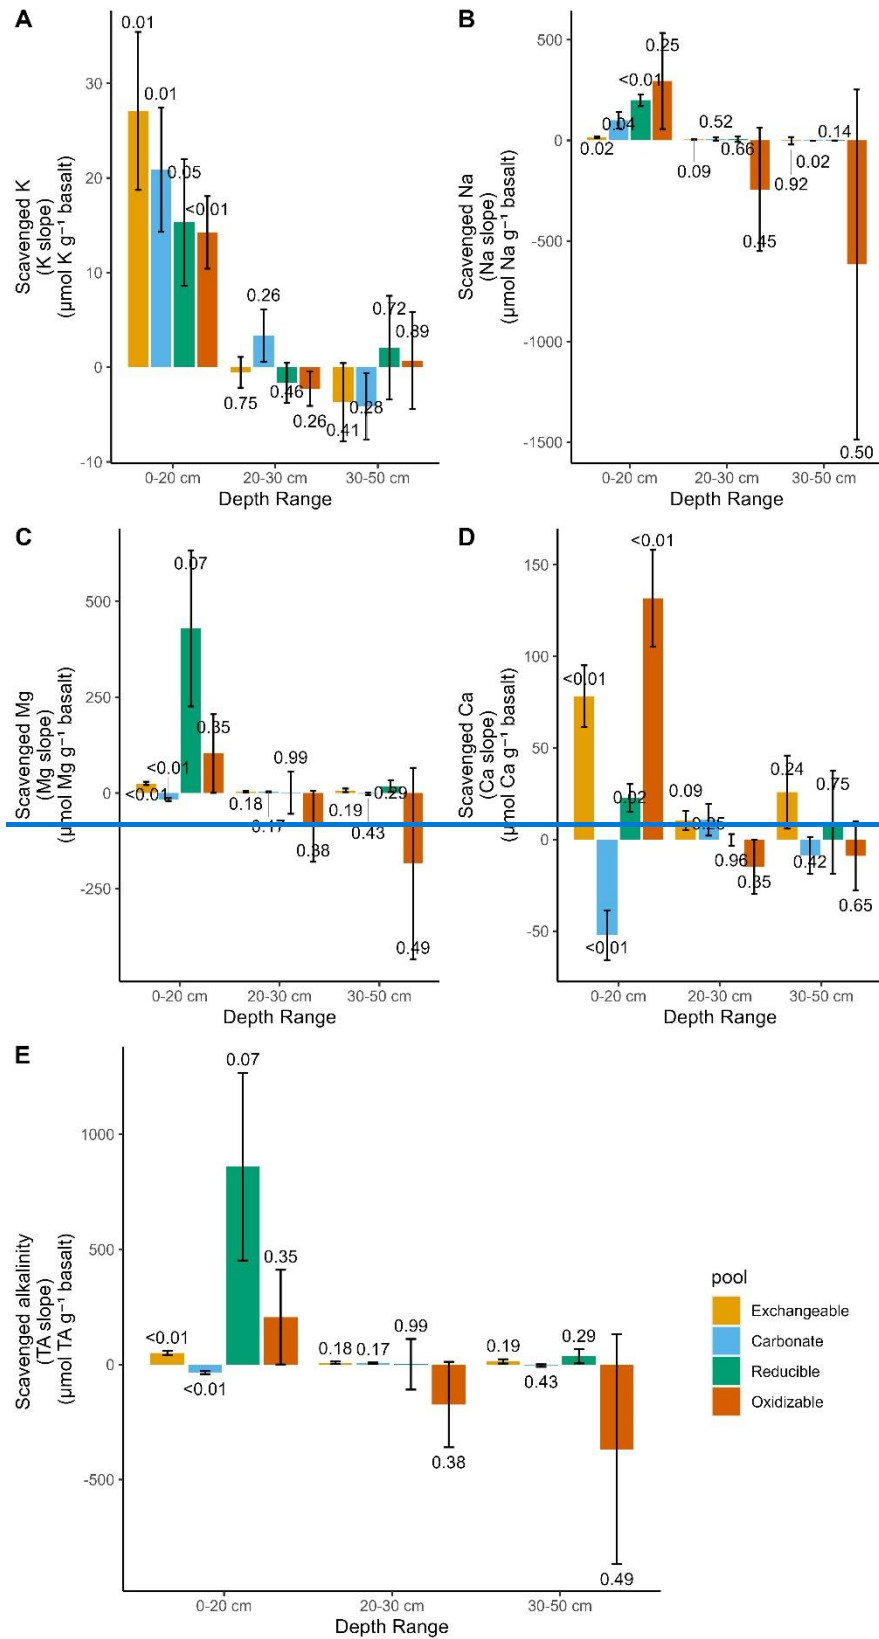 A
0.01
0.01
0.05
<0.01
0.26
0.75
0.46
0.26
0.41
0.28
0.72
0.89
30
20
10
0
-10
Scavenged K
(K slope)
(µmol K g⁻¹ basalt)
0-20 cm
20-30 cm
30-50 cm
Depth Range
B
0.25
<0.01
0.04
0.02
0.52
0.66
0.09
0.45
0.14
0.02
0.92
0.50
500
0
-500
-1000
-1500
Scavenged Na
(Na slope)
(µmol Na g⁻¹ basalt)
0-20 cm
20-30 cm
30-50 cm
Depth Range
C
0.07
0.35
<0.01
<0.01
0.99
0.18
0.17
0.38
0.19
0.43
0.29
0.49
500
250
0
-250
Scavenged Mg
(Mg slope)
(µmol Mg g⁻¹ basalt)
0-20 cm
20-30 cm
30-50 cm
Depth Range
D
<0.01
<0.01
0.02
<0.01
0.09
0.96
0.35
0.24
0.75
0.42
0.65
150
100
50
0
-50
Scavenged Ca
(Ca slope)
(µmol Ca g⁻¹ basalt)
0-20 cm
20-30 cm
30-50 cm
Depth Range
E
0.07
0.35
<0.01
<0.01
0.18
0.17
0.99
0.38
0.19
0.43
0.29
0.49
1000
500
0
-500
Scavenged alkalinity
(TA slope)
(µmol TA g⁻¹ basalt)
0-20 cm
20-30 cm
30-50 cm
Depth Range
pool
Exchangeable
Carbonate
Reducible
Oxidizable